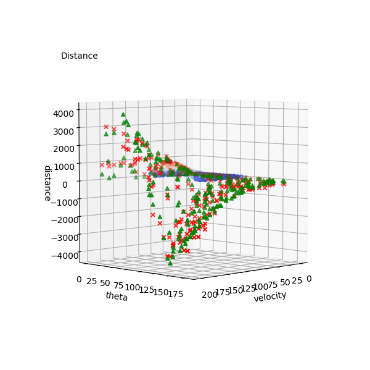 Distance
4000
3000
2000
1000
0
−1000
−2000
−3000
−4000
distance
0 25 50 75 100 125 150 175
theta
200 175 150 125 100 75 50 25 0
velocity